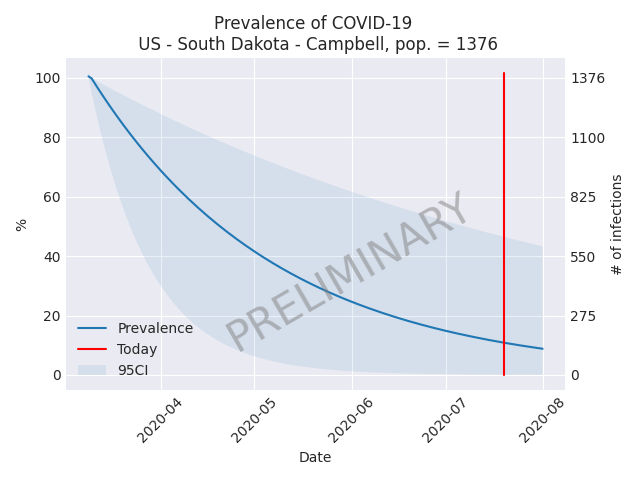 Prevalence of COVID-19
US - South Dakota - Campbell, pop. = 1376
100
80
60
40
20
0
%
1376
1100
825
550
275
0
# of infections
PRELIMINARY
Prevalence
Today
95CI
2020-04
2020-05
2020-06
2020-07
2020-08
Date